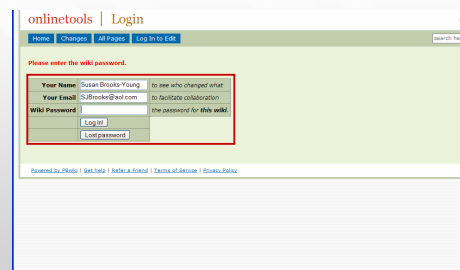 onlinetools | Login
Home Changes All Pages Log In to Edit search he
Please enter the wiki password.
Your Name Susan Brooks-Young to see who changed what
Your Email SJBrooks@aol.com to facilitate collaboration
Wiki Password the password for this wiki.
Log In!
Lost password
Powered by PBwiki | Get help | Refer a Friend | Terms of Service | Privacy Policy